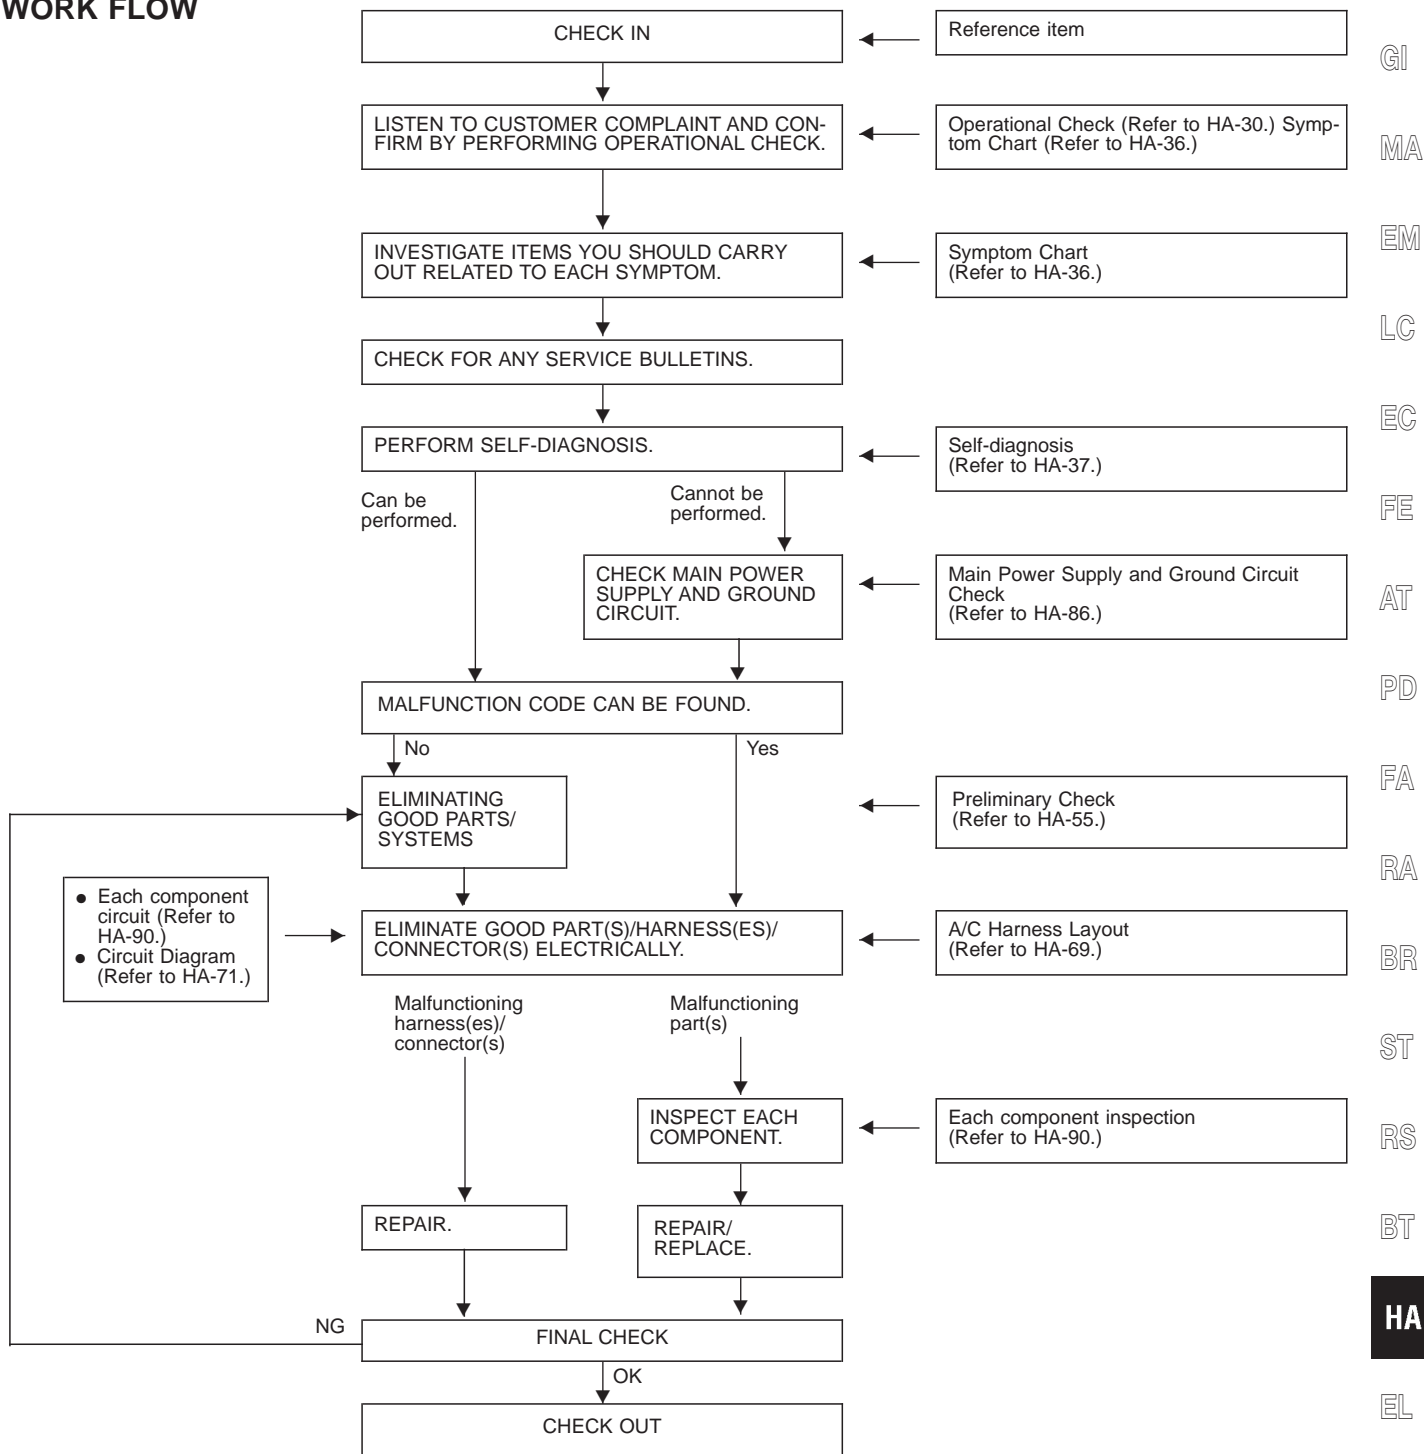 WORK FLOW
CHECK IN
Reference item
LISTEN TO CUSTOMER COMPLAINT AND CON-
FIRM BY PERFORMING OPERATIONAL CHECK.
Operational Check (Refer to HA-30.) Symp-
tom Chart (Refer to HA-36.)
INVESTIGATE ITEMS YOU SHOULD CARRY
OUT RELATED TO EACH SYMPTOM.
Symptom Chart
(Refer to HA-36.)
CHECK FOR ANY SERVICE BULLETINS.
PERFORM SELF-DIAGNOSIS.
Self-diagnosis
(Refer to HA-37.)
Can be
performed.
Cannot be
performed.
CHECK MAIN POWER
SUPPLY AND GROUND
CIRCUIT.
Main Power Supply and Ground Circuit
Check
(Refer to HA-86.)
MALFUNCTION CODE CAN BE FOUND.
No
Yes
ELIMINATING
GOOD PARTS/
SYSTEMS
Preliminary Check
(Refer to HA-55.)
● Each component
circuit (Refer to
HA-90.)
● Circuit Diagram
(Refer to HA-71.)
ELIMINATE GOOD PART(S)/HARNESS(ES)/
CONNECTOR(S) ELECTRICALLY.
A/C Harness Layout
(Refer to HA-69.)
Malfunctioning
harness(es)/
connector(s)
Malfunctioning
part(s)
INSPECT EACH
COMPONENT.
Each component inspection
(Refer to HA-90.)
REPAIR.
REPAIR/
REPLACE.
NG
FINAL CHECK
OK
CHECK OUT
GI
MA
EM
LC
EC
FE
AT
PD
FA
RA
BR
ST
RS
BT
HA
EL